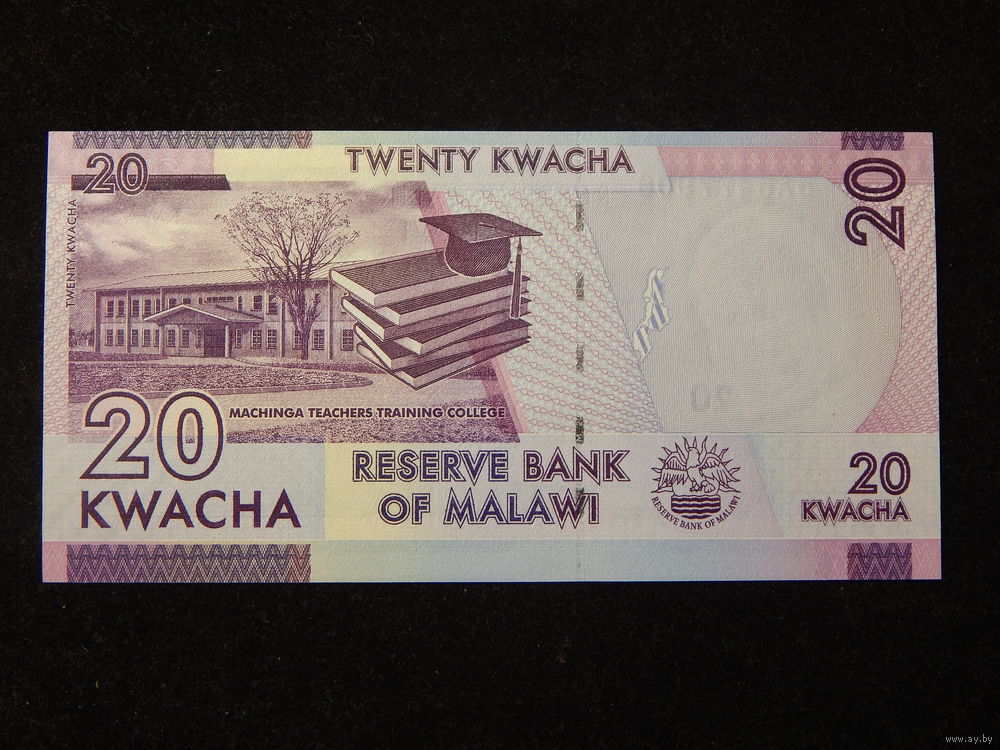 20
TWENTY KWACHA
20
TWENTY KWACHA
20
MACHINGA TEACHERS TRAINING COLLEGE
20
KWACHA
RESERVE BANK
OF MALAWI
RESERVE BANK OF MALAWI
20
KWACHA
www.ay.by